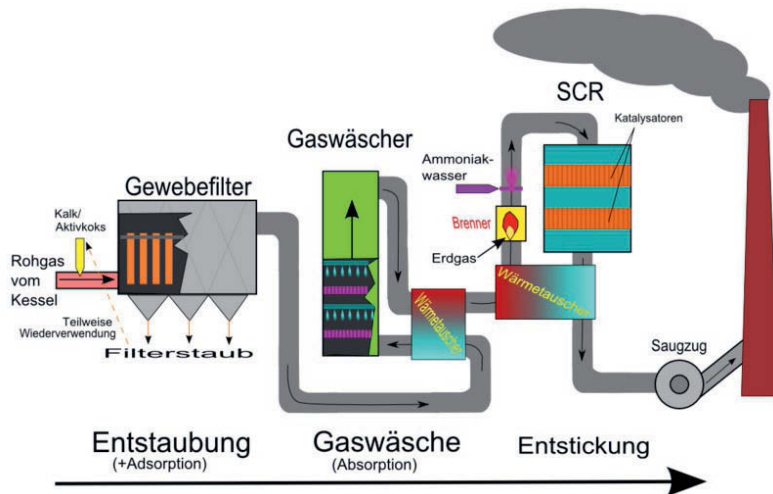 SCR
Katalysatoren
Gaswäscher
Ammoniak-
wasser
Gewebefilter
Kalk/
Aktivkoks
Brenner
Erdgas
Rohgas
vom
Kessel
Wärmetauscher
Wärmetauscher
Teilweise
Wiederverwendung
Filterstaub
Saugzug
Entstaubung
(+Adsorption)
Gaswäsche
(Absorption)
Entstickung